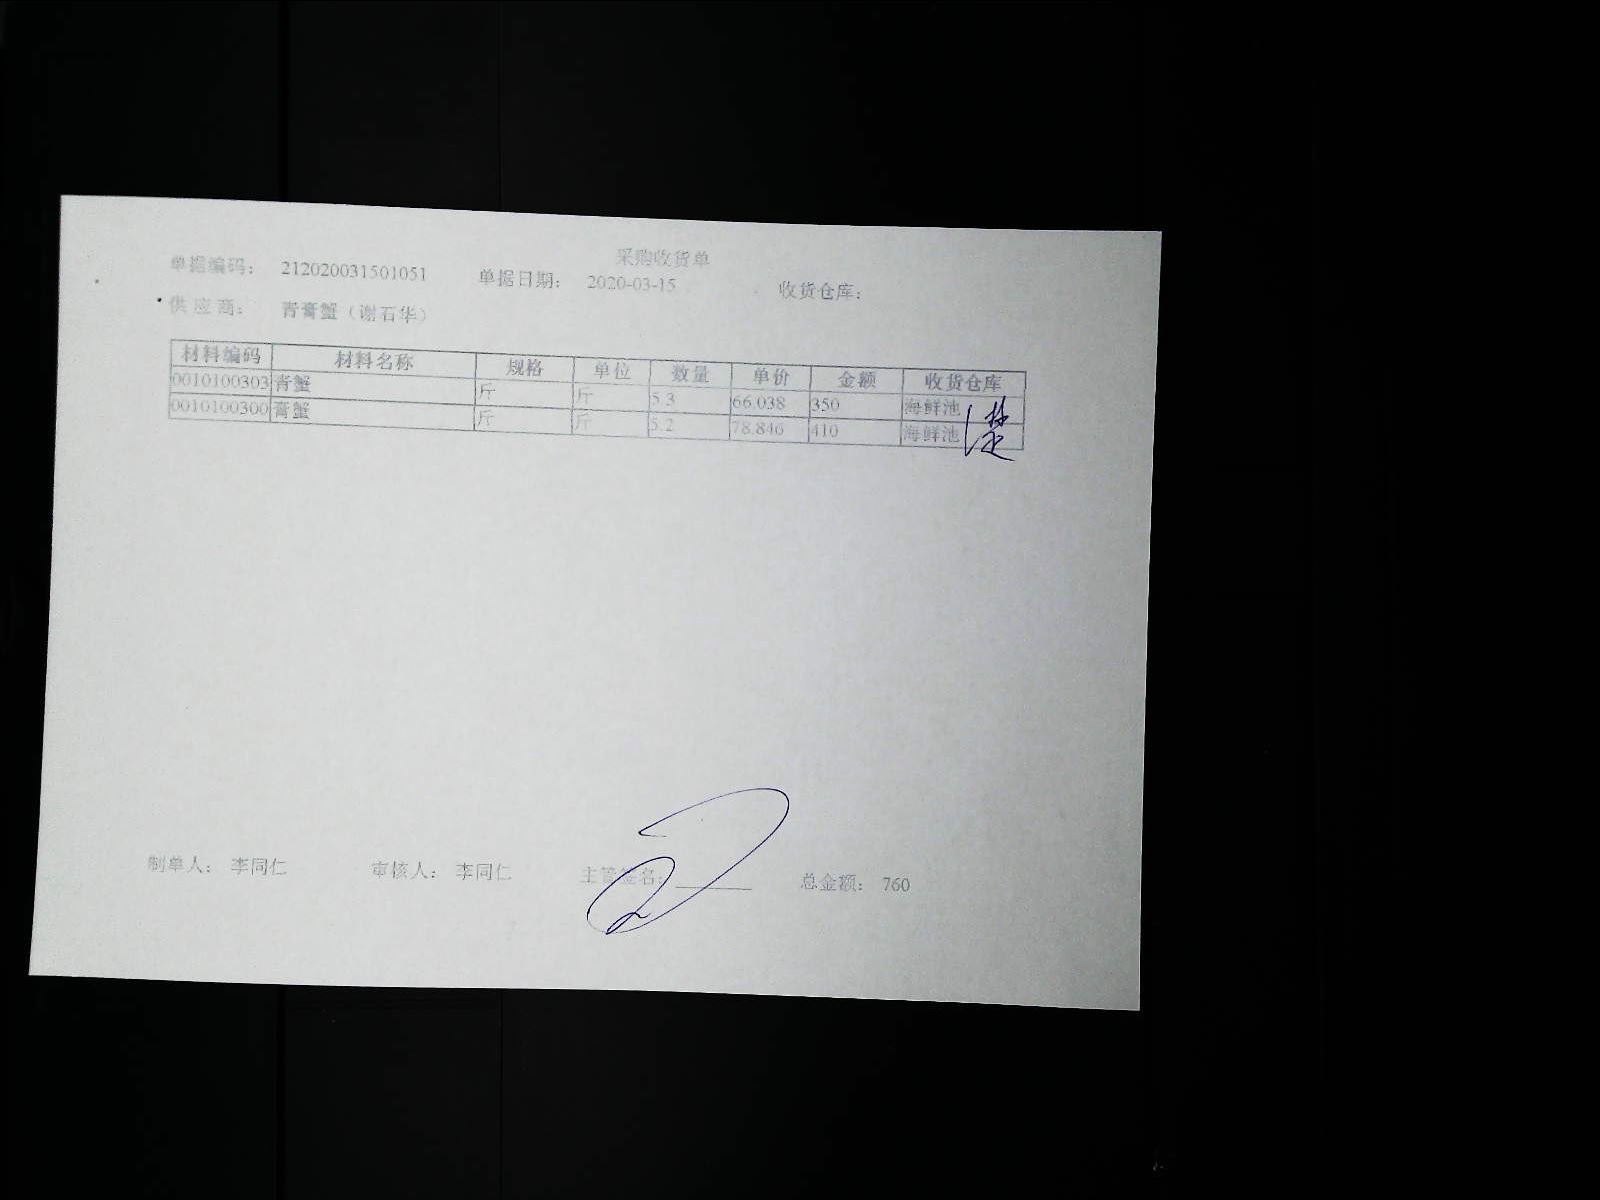 采购收货单
单据编码： 212020031501051 单据日期： 2020-03-15 收货仓库：
供应商： 青膏蟹（谢石华）
材料编码 材料名称 规格 单位 数量 单价 金额 收货仓库
0010100303 青蟹 斤 斤 5.3 66.038 350 海鲜池
0010100300 膏蟹 斤 斤 5.2 78.846 410 海鲜池
制单人： 李同仁 审核人： 李同仁 主管签名： 总金额： 760